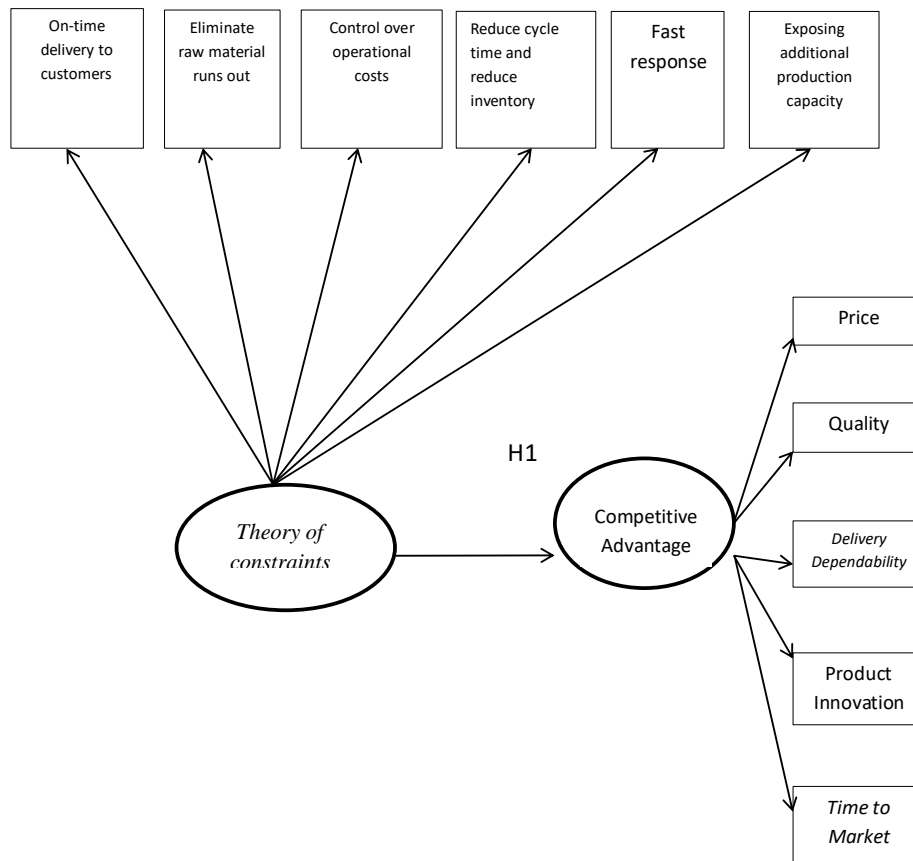 On-time
delivery to
customers
Eliminate
raw material
runs out
Control over
operational
costs
Reduce cycle
time and
reduce
inventory
Fast
response
Exposing
additional
production
capacity
Price
Quality
H1
Competitive
Advantage
Theory of
constraints
Delivery
Dependability
Product
Innovation
Time to
Market